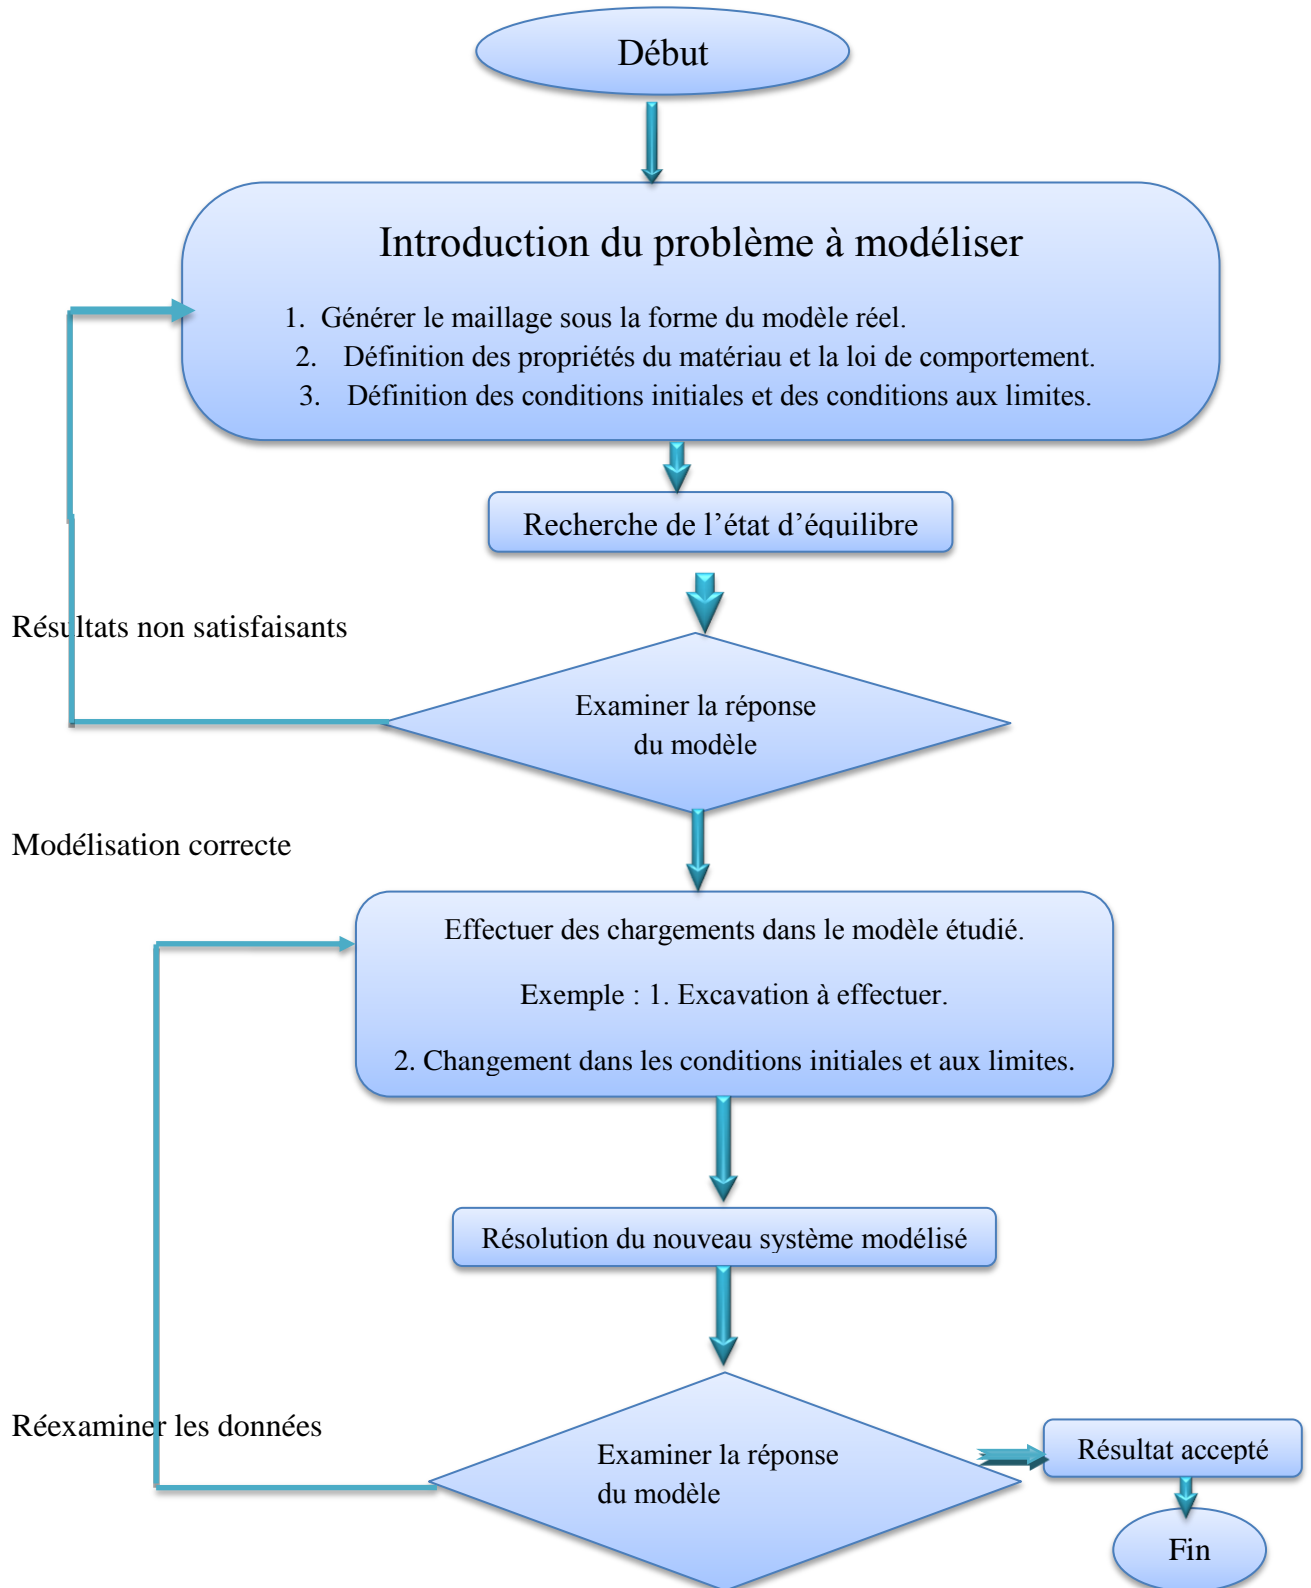 Début
Introduction du problème à modéliser
1. Générer le maillage sous la forme du modèle réel.
2. Définition des propriétés du matériau et la loi de comportement.
3. Définition des conditions initiales et des conditions aux limites.
Recherche de l’état d’équilibre
Résultats non satisfaisants
Examiner la réponse
du modèle
Modélisation correcte
Effectuer des chargements dans le modèle étudié.
Exemple : 1. Excavation à effectuer.
2. Changement dans les conditions initiales et aux limites.
Résolution du nouveau système modélisé
Réexaminer les données
Examiner la réponse
du modèle
Résultat accepté
Fin